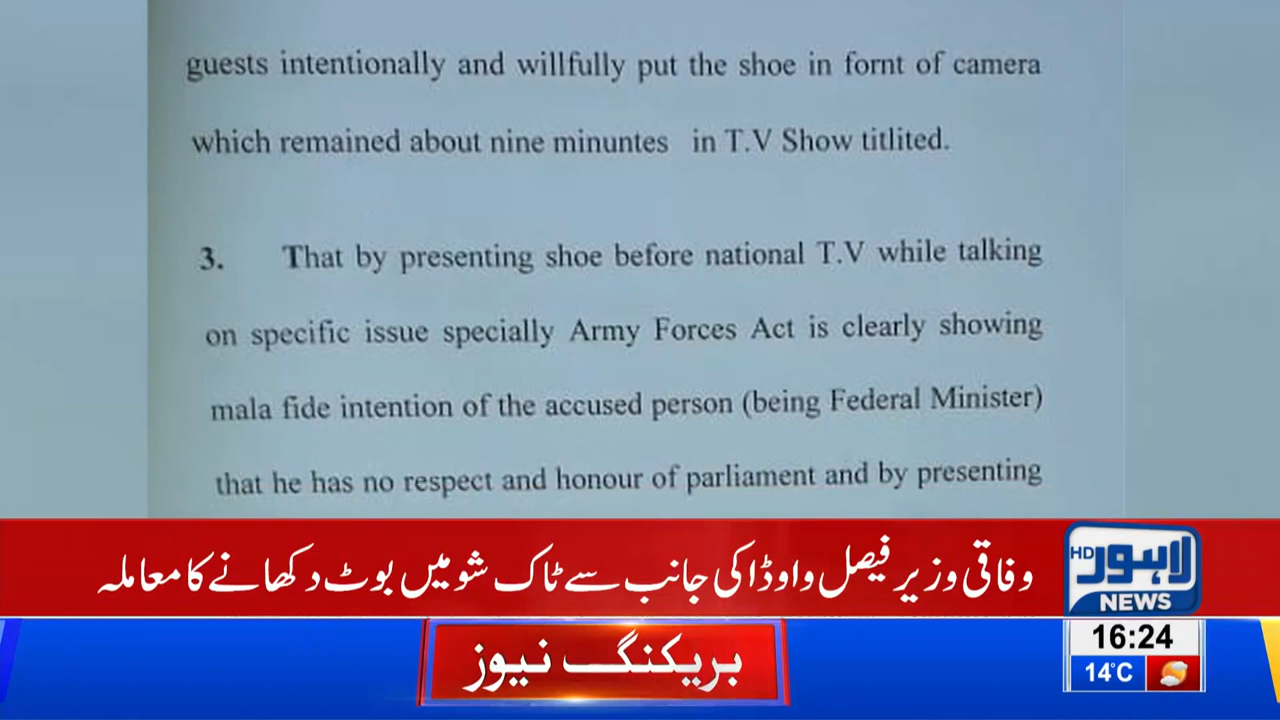 guests intentionally and willfully put the shoe in fornt of camera
which remained about nine minuntes in T.V Show titlited.
3. That by presenting shoe before national T.V while talking
on specific issue specially Army Forces Act is clearly showing
mala fide intention of the accused person (being Federal Minister)
that he has no respect and honour of parliament and by presenting
وفاقی وزیر فیصل واوڈا کی جانب سے ٹاک شو میں بوٹ دکھانے کا معاملہ
HD لاہور
NEWS
16:24
14°C
بریکنگ نیوز